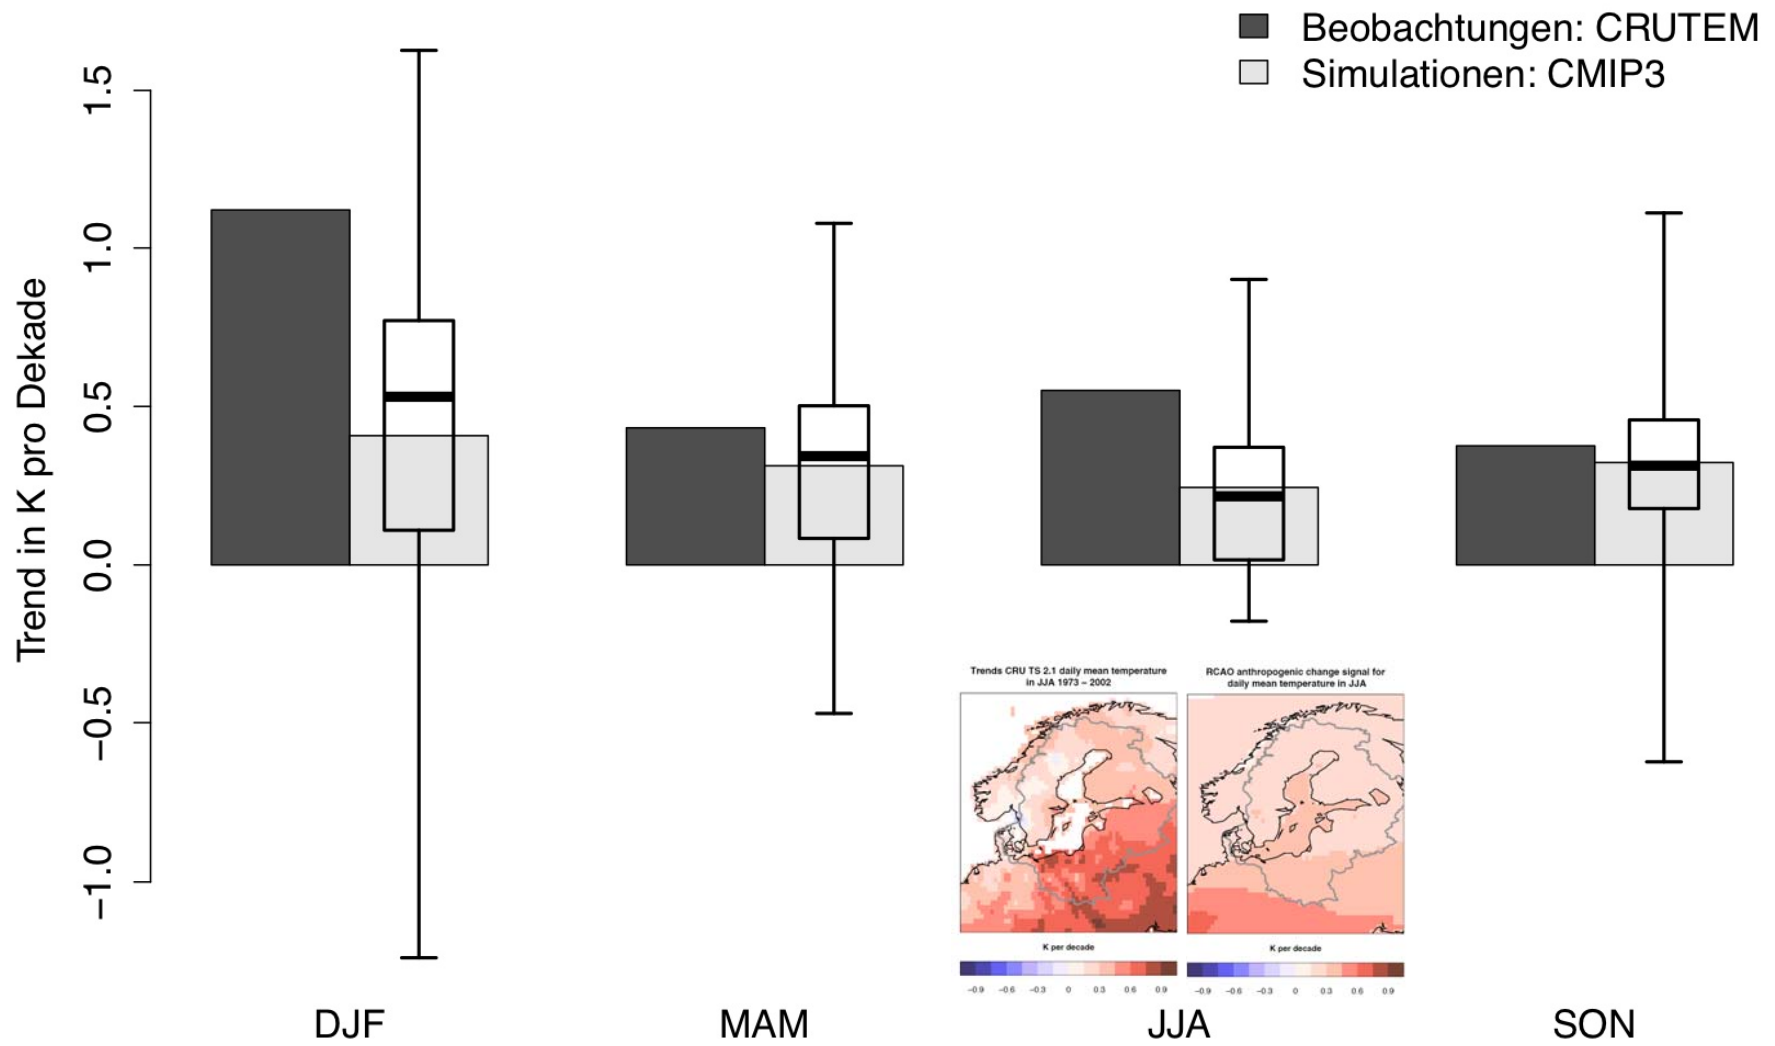 Beobachtungen: CRUTEM
Simulationen: CMIP3
Trend in K pro Dekade
1.5
1.0
0.5
0.0
−0.5
−1.0
Trends CRU TS 2.1 daily mean temperature
in JJA 1973 − 2002
RCAO anthropogenic change signal for
daily mean temperature in JJA
K per decade
K per decade
−0.9 −0.6 −0.3 0 0.3 0.6 0.9
−0.9 −0.6 −0.3 0 0.3 0.6 0.9
DJF MAM JJA SON